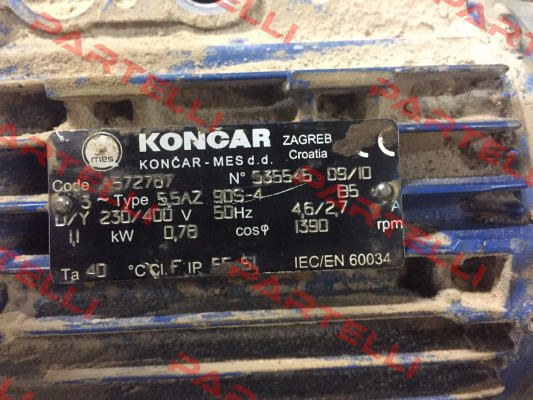 mes KONČAR ZAGREB
KONČAR - MES d.d. Croatia
Code 572787 N° 535545 09/10
3 ~ Type 5,5AZ 90S-4 B5
D/Y 230/400 V 50Hz 4,6/2,7 A
1,1 kW 0,78 cosφ 1390 rpm
Ta 40 °C Cl. F IP 55 S1 IEC/EN 60034
PARTELLI